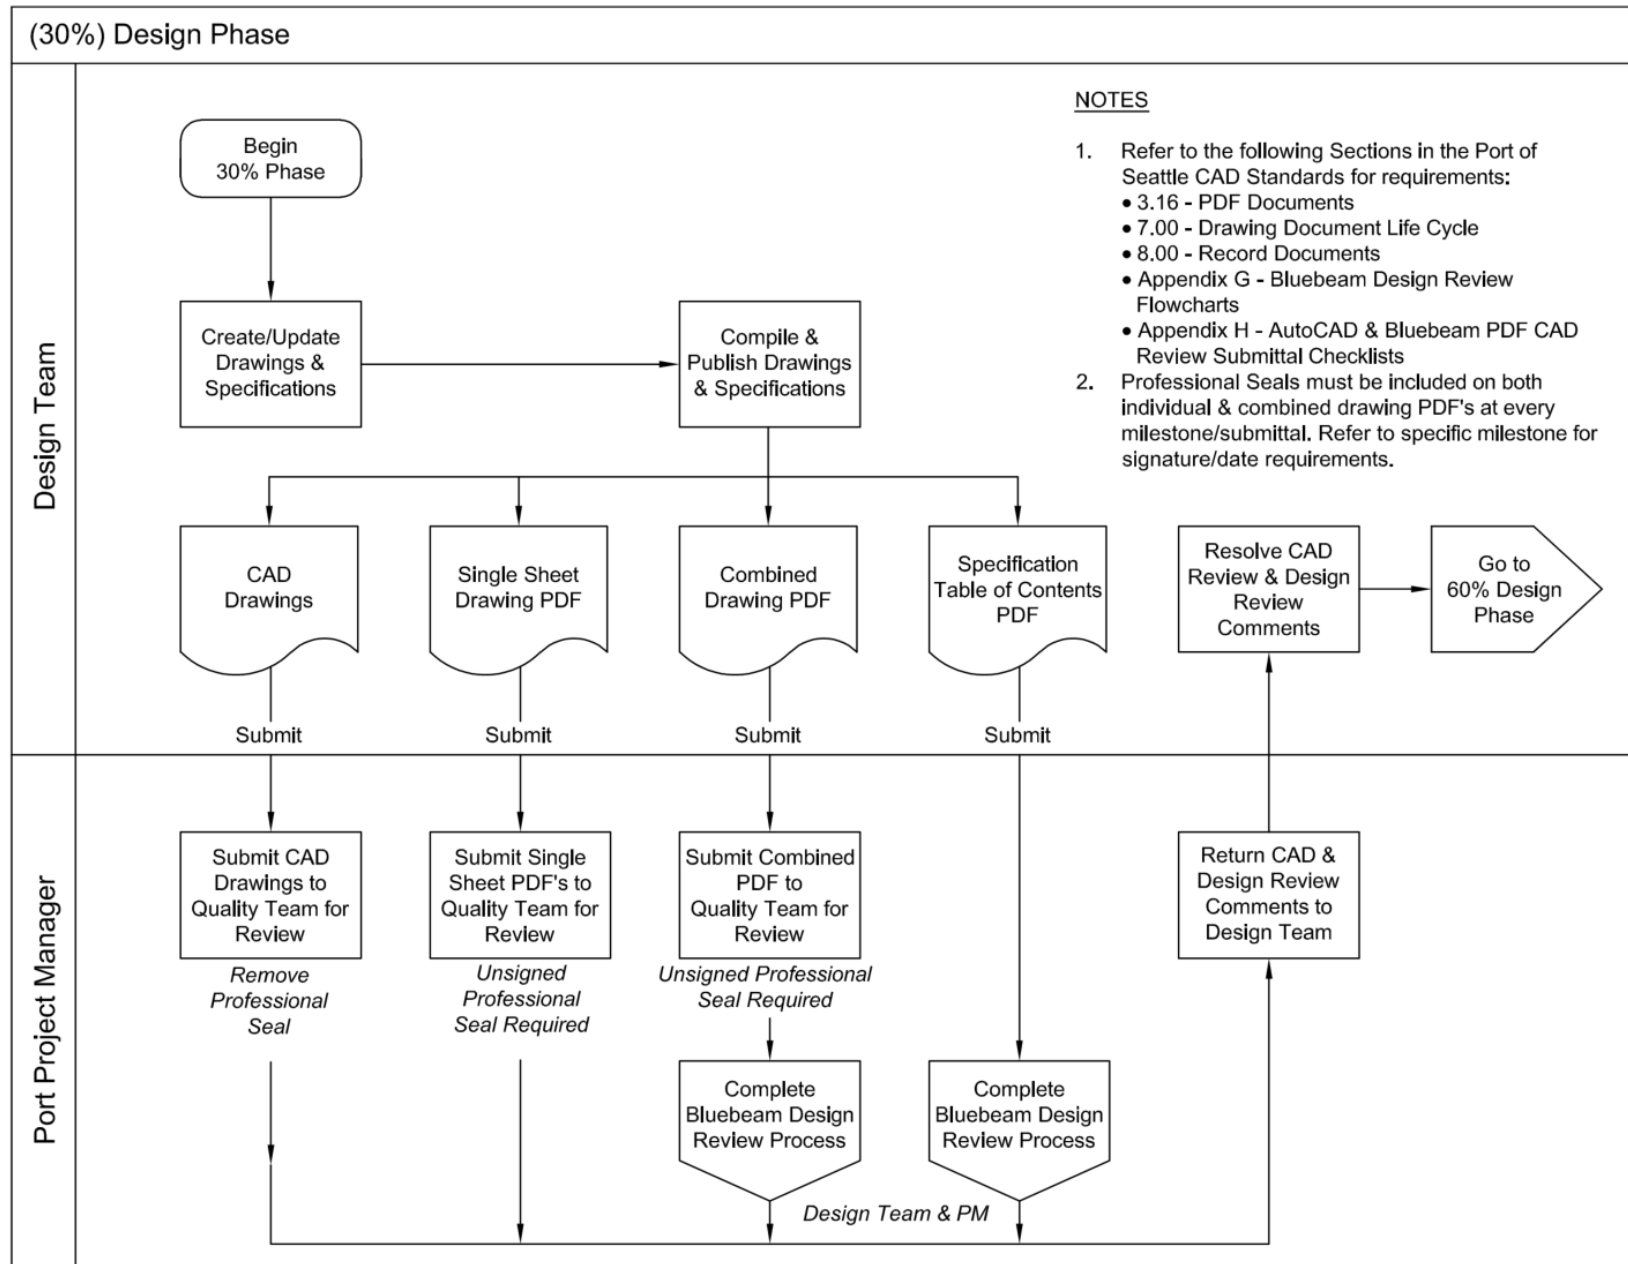 (30%) Design Phase
Design Team
Port Project Manager
NOTES
1. Refer to the following Sections in the Port of
Seattle CAD Standards for requirements:
• 3.16 - PDF Documents
• 7.00 - Drawing Document Life Cycle
• 8.00 - Record Documents
• Appendix G - Bluebeam Design Review
Flowcharts
• Appendix H - AutoCAD & Bluebeam PDF CAD
Review Submittal Checklists
2. Professional Seals must be included on both
individual & combined drawing PDF's at every
milestone/submittal. Refer to specific milestone for
signature/date requirements.
Begin
30% Phase
Create/Update
Drawings &
Specifications
Compile &
Publish Drawings
& Specifications
CAD
Drawings
Single Sheet
Drawing PDF
Combined
Drawing PDF
Specification
Table of Contents
PDF
Resolve CAD
Review & Design
Review
Comments
Go to
60% Design
Phase
Submit
Submit
Submit
Submit
Submit CAD
Drawings to
Quality Team for
Review
Remove
Professional
Seal
Submit Single
Sheet PDF's to
Quality Team for
Review
Unsigned
Professional
Seal Required
Submit Combined
PDF to
Quality Team for
Review
Unsigned Professional
Seal Required
Return CAD &
Design Review
Comments to
Design Team
Complete
Bluebeam Design
Review Process
Complete
Bluebeam Design
Review Process
Design Team & PM